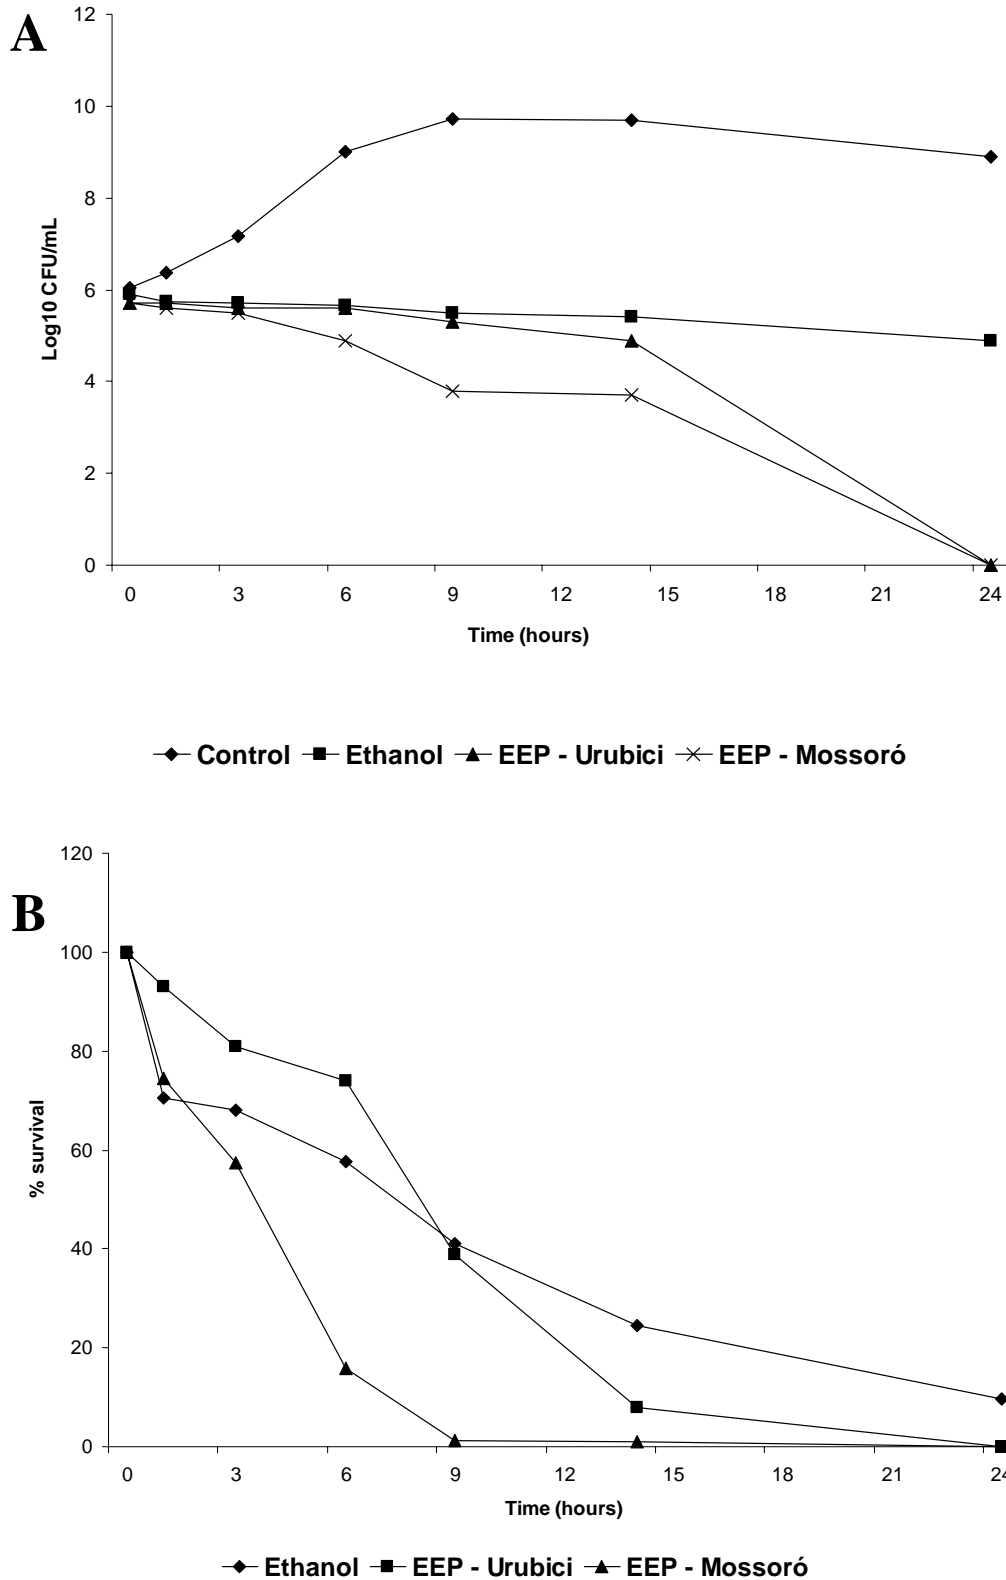 A
12
10
8
6
4
2
0
Log10 CFU/mL
0 3 6 9 12 15 18 21 24
Time (hours)
Control Ethanol EEP - Urubici EEP - Mossoró
B
120
100
80
60
40
20
0
% survival
0 3 6 9 12 15 18 21 24
Time (hours)
Ethanol EEP - Urubici EEP - Mossoró